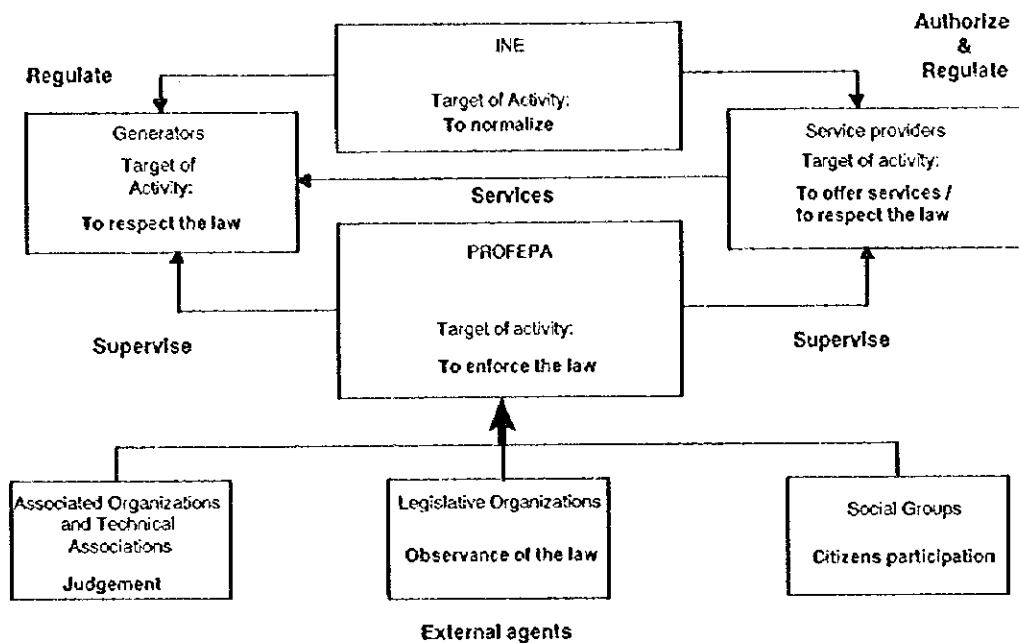 Authorize
&
Regulate
Regulate
INE
Target of Activity:
To normalize
Generators
Target of
Activity:
To respect the law
Service providers
Target of activity:
To offer services /
to respect the law
Services
PROFEPA
Target of activity:
To enforce the law
Supervise
Supervise
Associated Organizations
and Technical
Associations
Judgement
Legislative Organizations
Observance of the law
Social Groups
Citizens participation
External agents